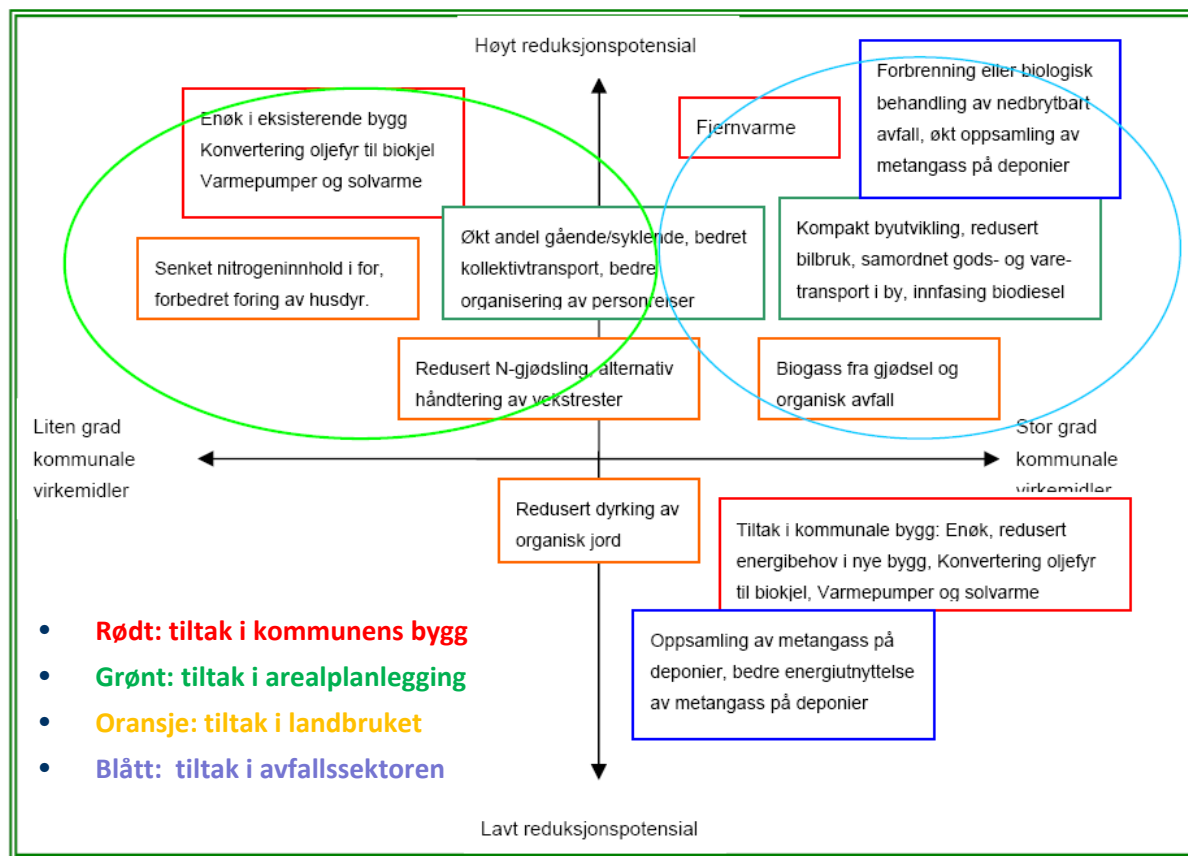 Høyt reduksjonspotensial
Enøk i eksisterende bygg
Konvertering oljefyr til biokjel
Varmepumper og solvarme
Fjernvarme
Forbrenning eller biologisk
behandling av nedbrytbart
avfall, økt oppsamling av
metangass på deponier
Senket nitrogeninnhold i for,
forbedret foring av husdyr.
Økt andel gående/syklende, bedret
kollektivtransport, bedre
organisering av personreiser
Kompakt byutvikling, redusert
bilbruk, samordnet gods- og vare-
transport i by, innfasing biodiesel
Redusert N-gjødsling, alternativ
håndtering av vekstrester
Biogass fra gjødsel og
organisk avfall
Liten grad
kommunale
virkemidler
Stor grad
kommunale
virkemidler
Redusert dyrking av
organisk jord
Tiltak i kommunale bygg: Enøk, redusert
energibehov i nye bygg, Konvertering oljefyr
til biokjel, Varmepumper og solvarme
Oppsamling av metangass på
deponier, bedre energiutnyttelse
av metangass på deponier
• Rødt: tiltak i kommunens bygg
• Grønt: tiltak i arealplanlegging
• Oransje: tiltak i landbruket
• Blått: tiltak i avfallssektoren
Lavt reduksjonspotensial